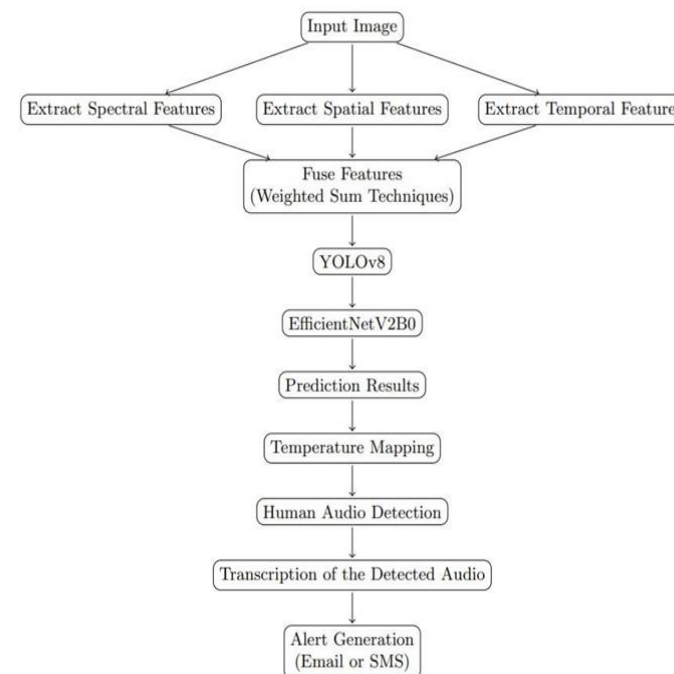 Input Image
Extract Spectral Features
Extract Spatial Features
Extract Temporal Feature
Fuse Features
(Weighted Sum Techniques)
YOLOv8
EfficientNetV2B0
Prediction Results
Temperature Mapping
Human Audio Detection
Transcription of the Detected Audio
Alert Generation
(Email or SMS)